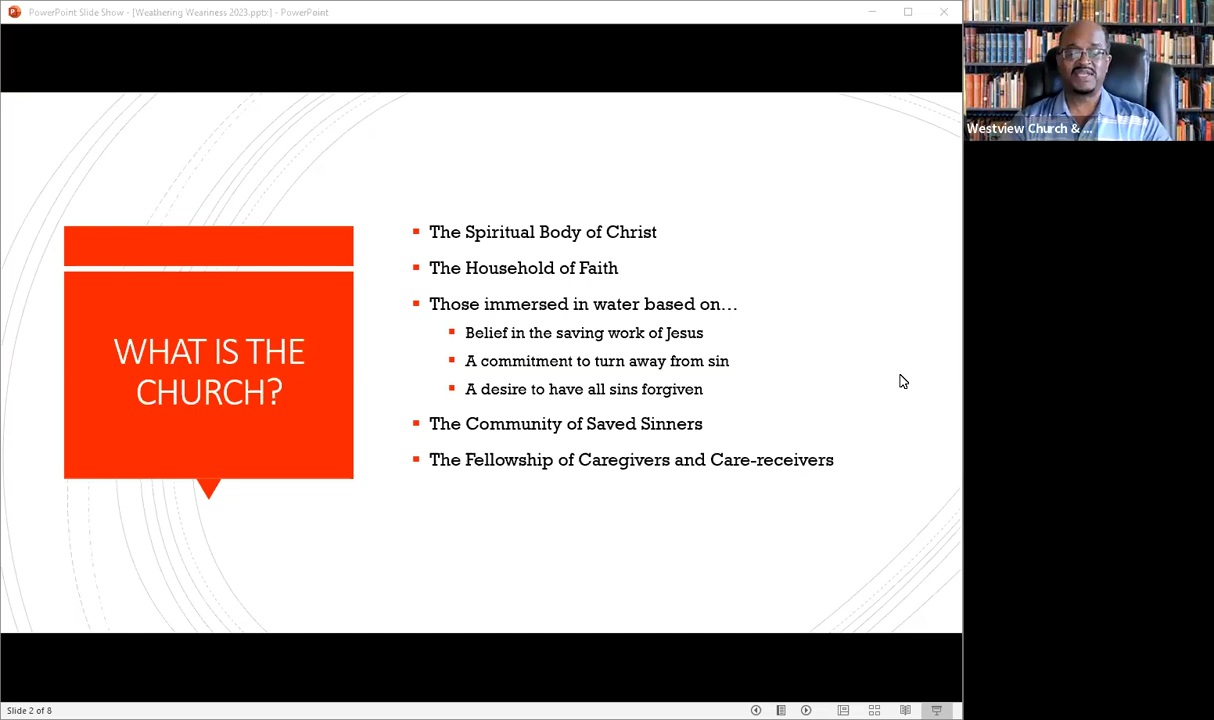 PowerPoint Slide Show - [Weathering Weariness 2023.pptx] - PowerPoint
Westview Church & ...
WHAT IS THE
CHURCH?
The Spiritual Body of Christ
The Household of Faith
Those immersed in water based on…
Belief in the saving work of Jesus
A commitment to turn away from sin
A desire to have all sins forgiven
The Community of Saved Sinners
The Fellowship of Caregivers and Care-receivers
Slide 2 of 8